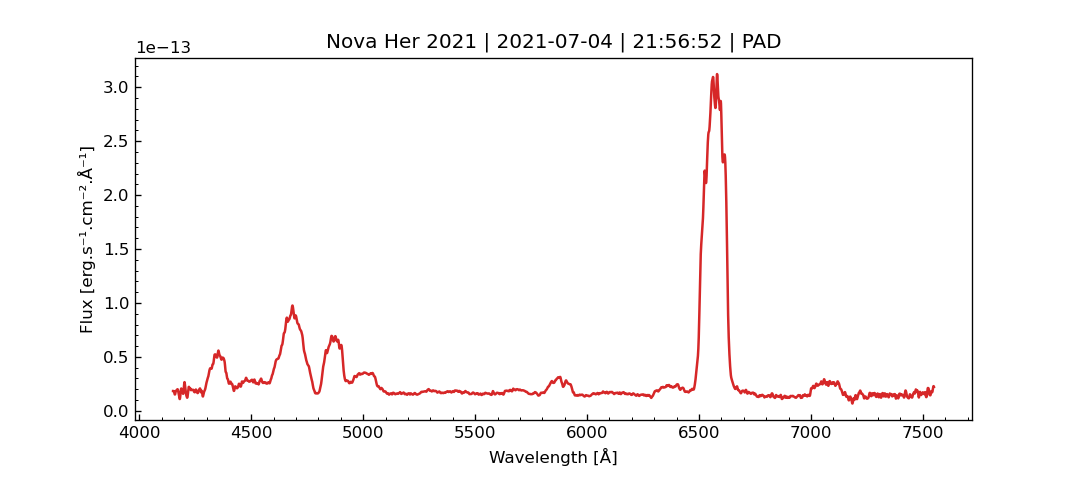 Nova Her 2021 | 2021-07-04 | 21:56:52 | PAD
1e−13
3.0
2.5
2.0
1.5
1.0
0.5
0.0
Flux [erg.s⁻¹.cm⁻².Å⁻¹]
4000 4500 5000 5500 6000 6500 7000 7500
Wavelength [Å]